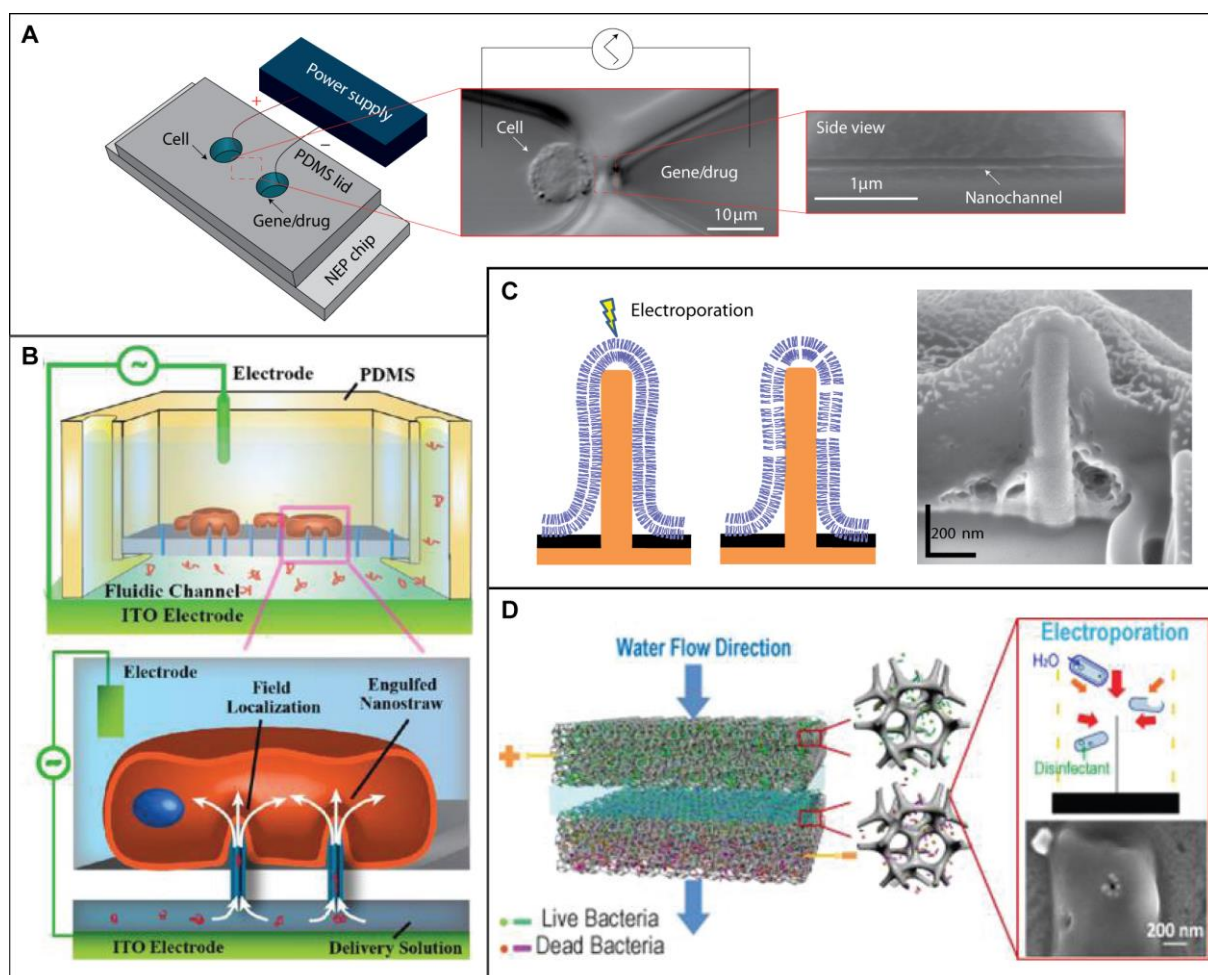 A
Power supply
+
−
Cell
PDMS lid
Gene/drug
NEP chip
Cell
Gene/drug
10 µm
Side view
1µm
Nanochannel
B
Electrode
PDMS
Fluidic Channel
ITO Electrode
Electrode
Field
Localization
Engulfed
Nanostraw
ITO Electrode
Delivery Solution
C
Electroporation
200 nm
D
Water Flow Direction
+
−
Live Bacteria
Dead Bacteria
Electroporation
H₂O
Disinfectant
200 nm